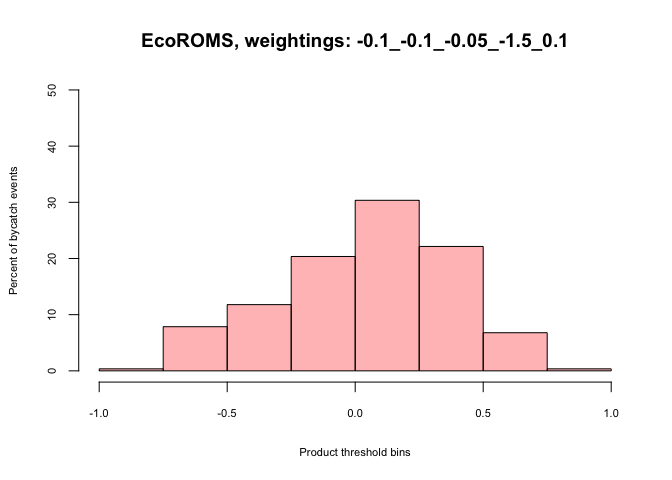 EcoROMS, weightings: -0.1_-0.1_-0.05_-1.5_0.1
50
40
30
20
10
0
Percent of bycatch events
-1.0 -0.5 0.0 0.5 1.0
Product threshold bins